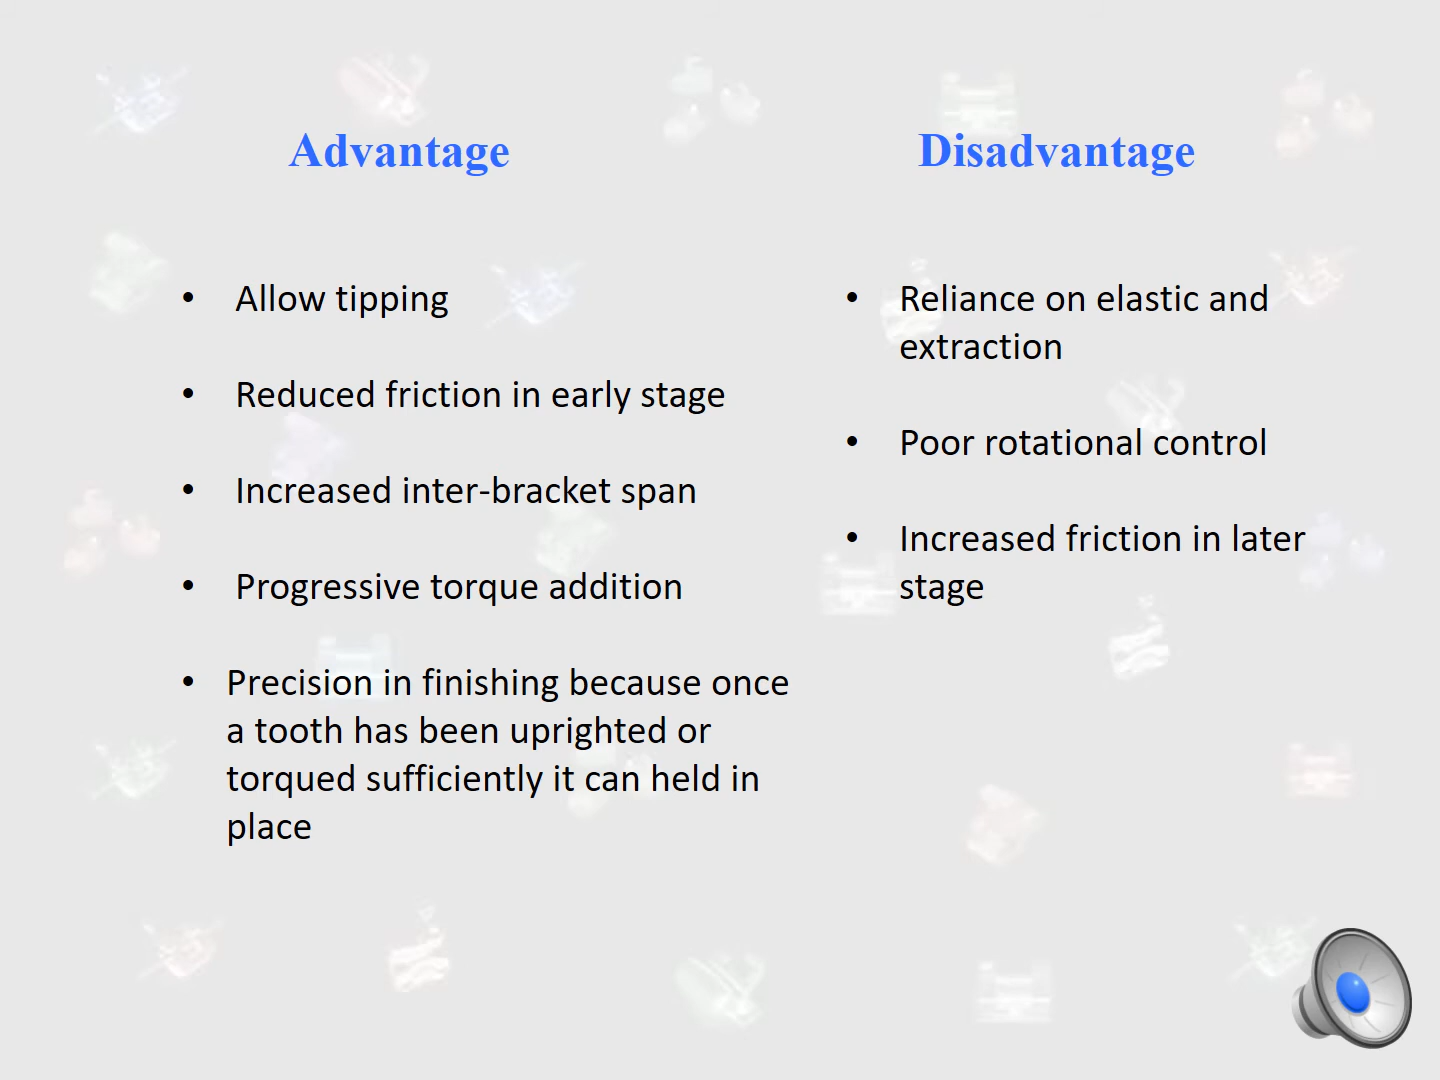 Advantage
• Allow tipping
• Reduced friction in early stage
• Increased inter-bracket span
• Progressive torque addition
• Precision in finishing because once
a tooth has been uprighted or
torqued sufficiently it can held in
place
Disadvantage
• Reliance on elastic and
extraction
• Poor rotational control
• Increased friction in later
stage